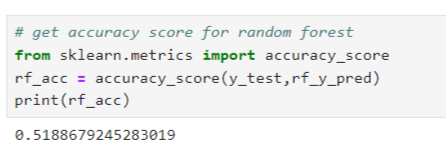 # get accuracy score for random forest
from sklearn.metrics import accuracy_score
rf_acc = accuracy_score(y_test,rf_y_pred)
print(rf_acc)
0.5188679245283019